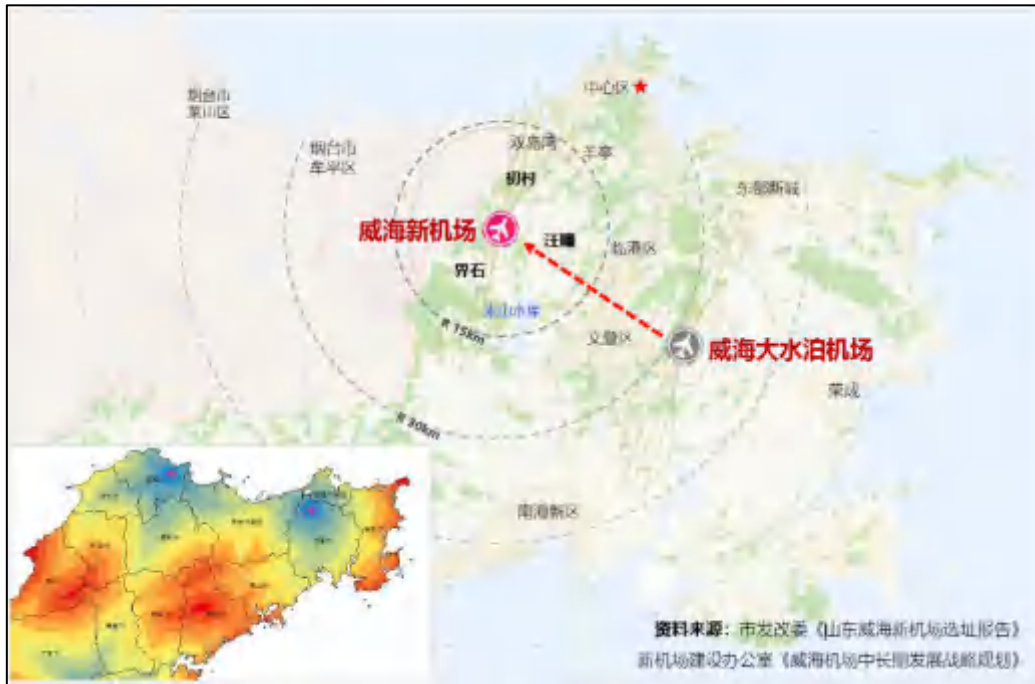 中心区
烟台市
莱山区
烟台市
牟平区
双岛湾
羊亭
初村
东部新城
威海新机场
汪疃
临港区
界石
米山水库
R 15km
文登区
威海大水泊机场
荣成
R 30km
南海新区
资料来源：市发改委《山东威海新机场选址报告》
新机场建设办公室《威海机场中长期发展战略规划》